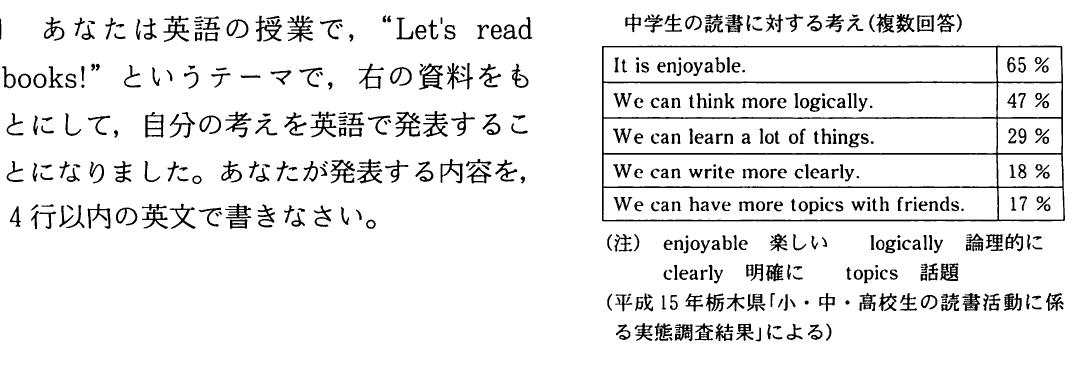 あなたは英語の授業で，“Let's read
books!” というテーマで，右の資料をも
とにして，自分の考えを英語で発表するこ
とになりました。あなたが発表する内容を，
4行以内の英文で書きなさい。
中学生の読書に対する考え(複数回答)
It is enjoyable. 65 %
We can think more logically. 47 %
We can learn a lot of things. 29 %
We can write more clearly. 18 %
We can have more topics with friends. 17 %
(注) enjoyable 楽しい logically 論理的に
clearly 明確に topics 話題
(平成15年栃木県「小・中・高校生の読書活動に係
る実態調査結果」による)